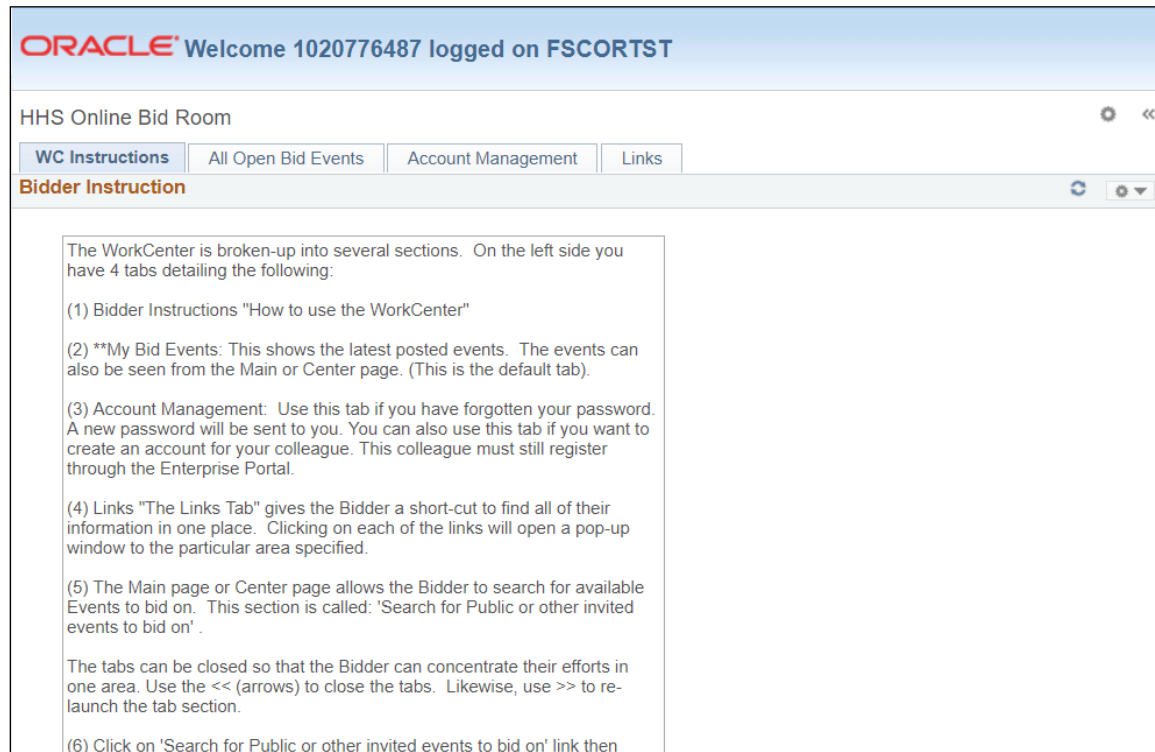 ORACLE® Welcome 1020776487 logged on FSCORTST
HHS Online Bid Room
«
WC Instructions All Open Bid Events Account Management Links
Bidder Instruction
The WorkCenter is broken-up into several sections. On the left side you
have 4 tabs detailing the following:
(1) Bidder Instructions "How to use the WorkCenter"
(2) **My Bid Events: This shows the latest posted events. The events can
also be seen from the Main or Center page. (This is the default tab).
(3) Account Management: Use this tab if you have forgotten your password.
A new password will be sent to you. You can also use this tab if you want to
create an account for your colleague. This colleague must still register
through the Enterprise Portal.
(4) Links "The Links Tab" gives the Bidder a short-cut to find all of their
information in one place. Clicking on each of the links will open a pop-up
window to the particular area specified.
(5) The Main page or Center page allows the Bidder to search for available
Events to bid on. This section is called: 'Search for Public or other invited
events to bid on' .
The tabs can be closed so that the Bidder can concentrate their efforts in
one area. Use the << (arrows) to close the tabs. Likewise, use >> to re-
launch the tab section.
(6) Click on 'Search for Public or other invited events to bid on' link then